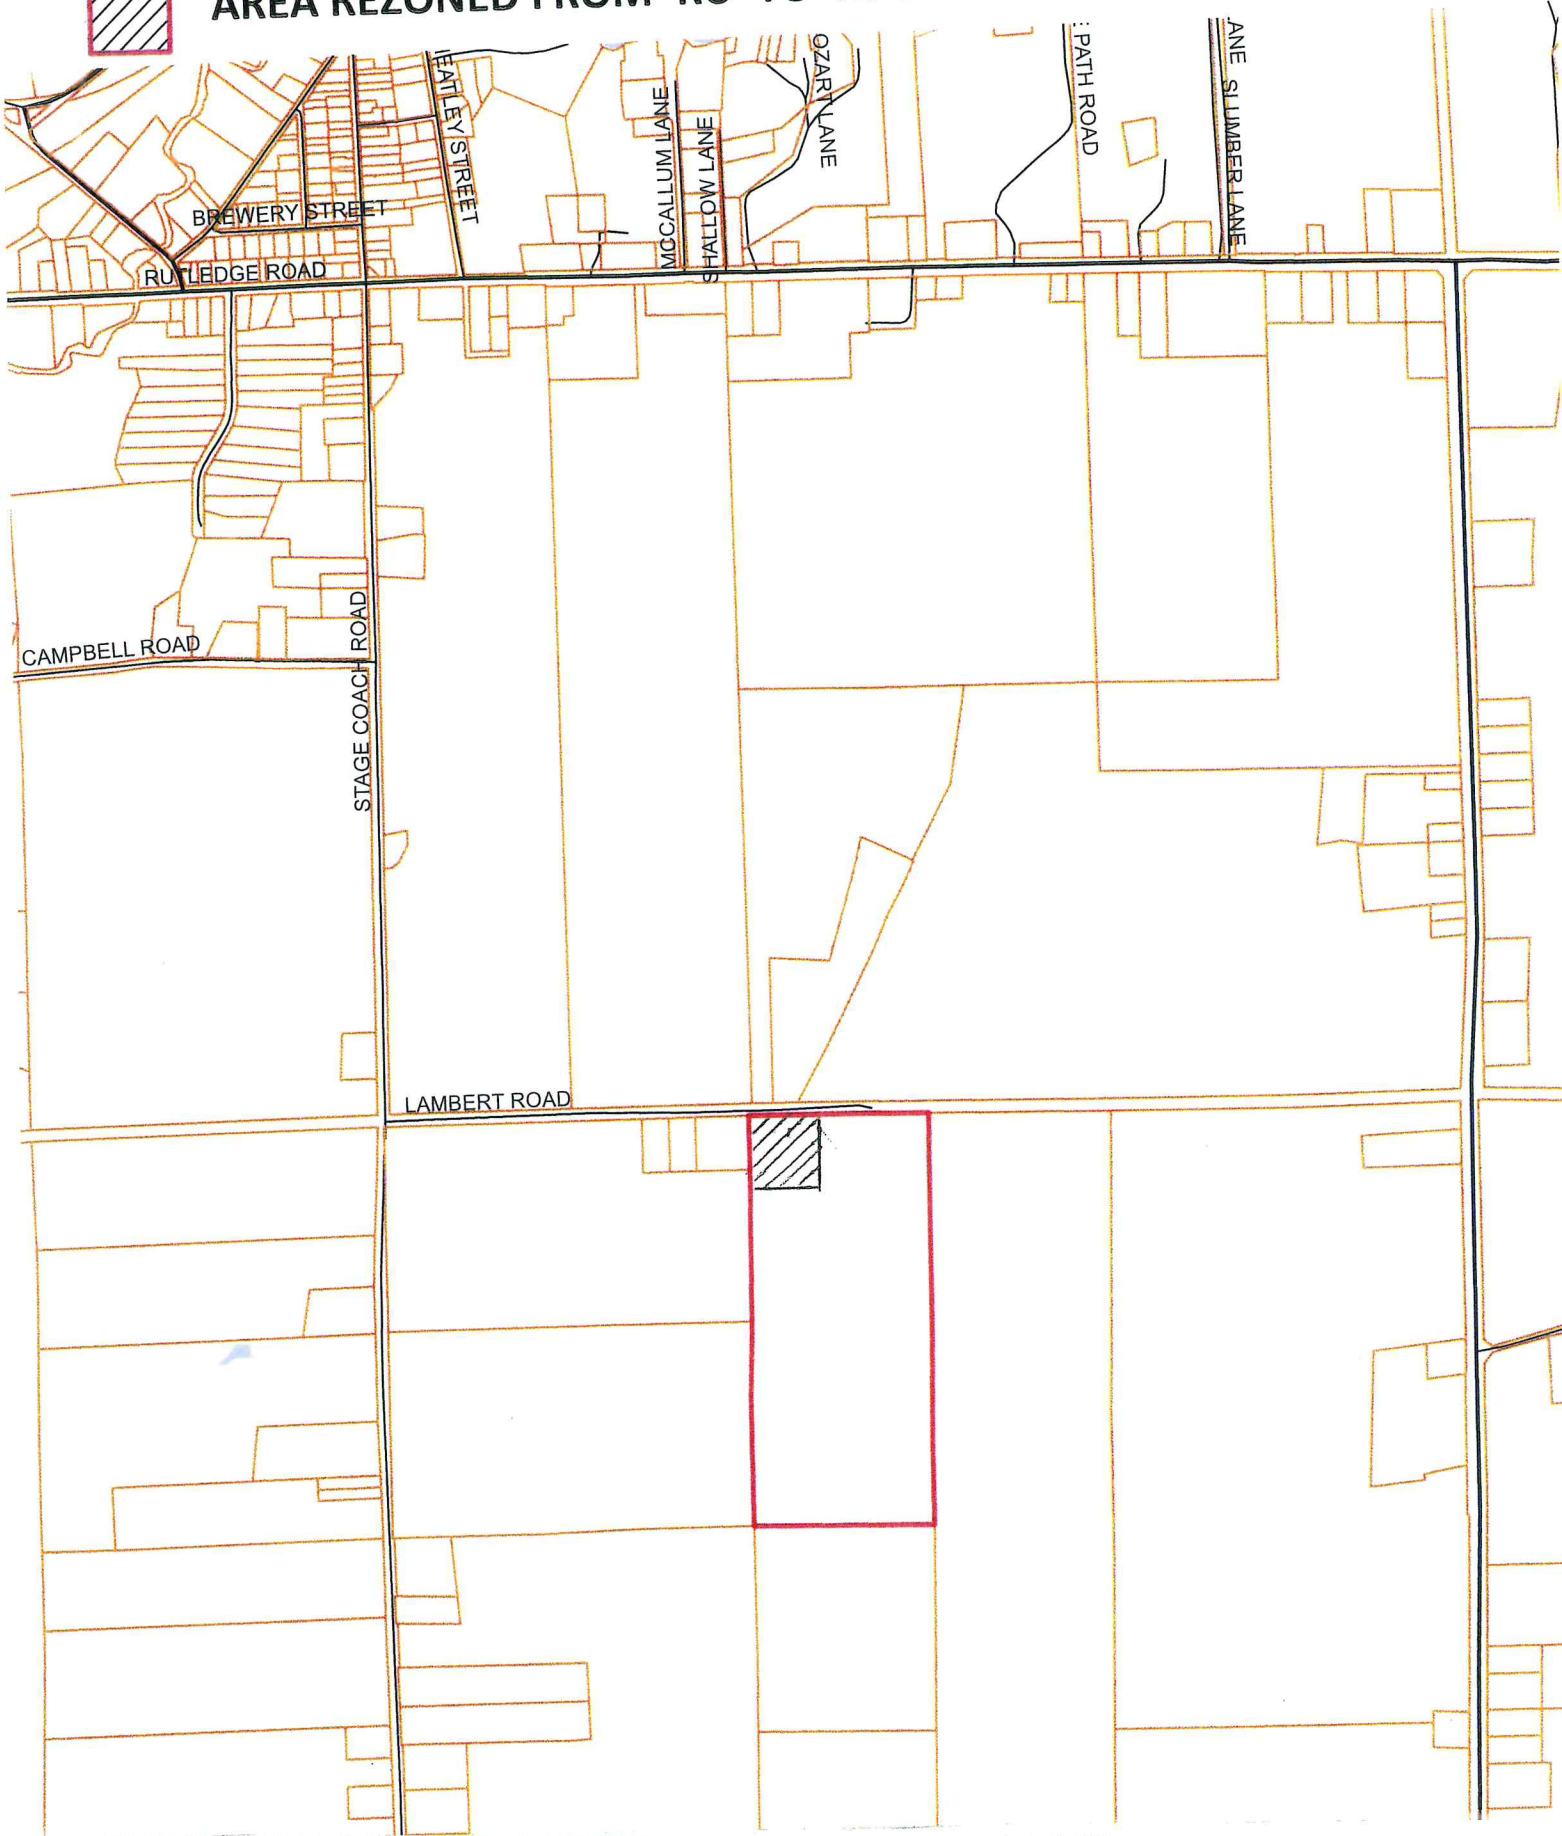 AREA REZONED FROM
EATLEY STREET
MCCALLUM LANE
SHALLOW LANE
OZART LANE
PATH ROAD
ANE
SLUMBER LANE
BREWERY STREET
RUTLEDGE ROAD
CAMPBELL ROAD
STAGE COACH ROAD
LAMBERT ROAD